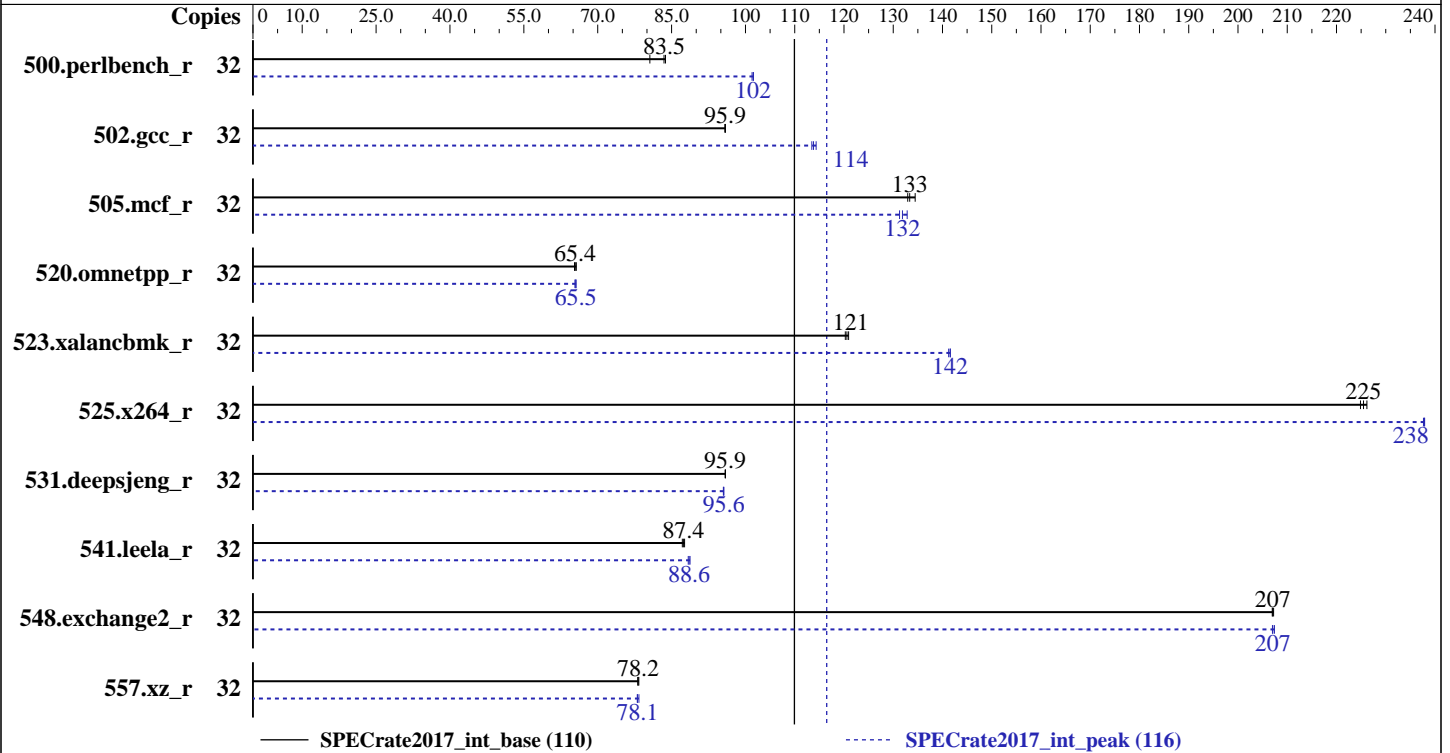 Copies 0 10.0 25.0 40.0 55.0 70.0 85.0 100 110 120 130 140 150 160 170 180 190 200 210 220 240
500.perlbench_r 32 83.5
102
502.gcc_r 32 95.9
114
505.mcf_r 32 133
132
520.omnetpp_r 32 65.4
65.5
523.xalancbmk_r 32 121
142
525.x264_r 32 225
238
531.deepsjeng_r 32 95.9
95.6
541.leela_r 32 87.4
88.6
548.exchange2_r 32 207
207
557.xz_r 32 78.2
78.1
SPECrate2017_int_base (110) SPECrate2017_int_peak (116)